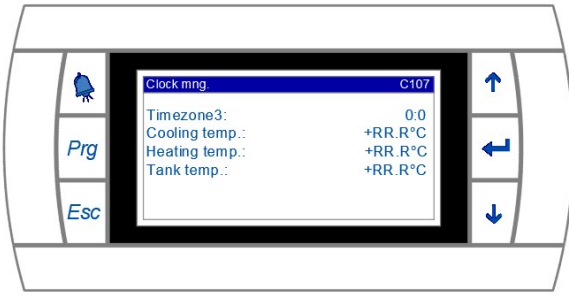 Clock mng. C107
Timezone3: 0:0
Cooling temp.: +RR.R°C
Heating temp.: +RR.R°C
Tank temp.: +RR.R°C
Prg
Esc